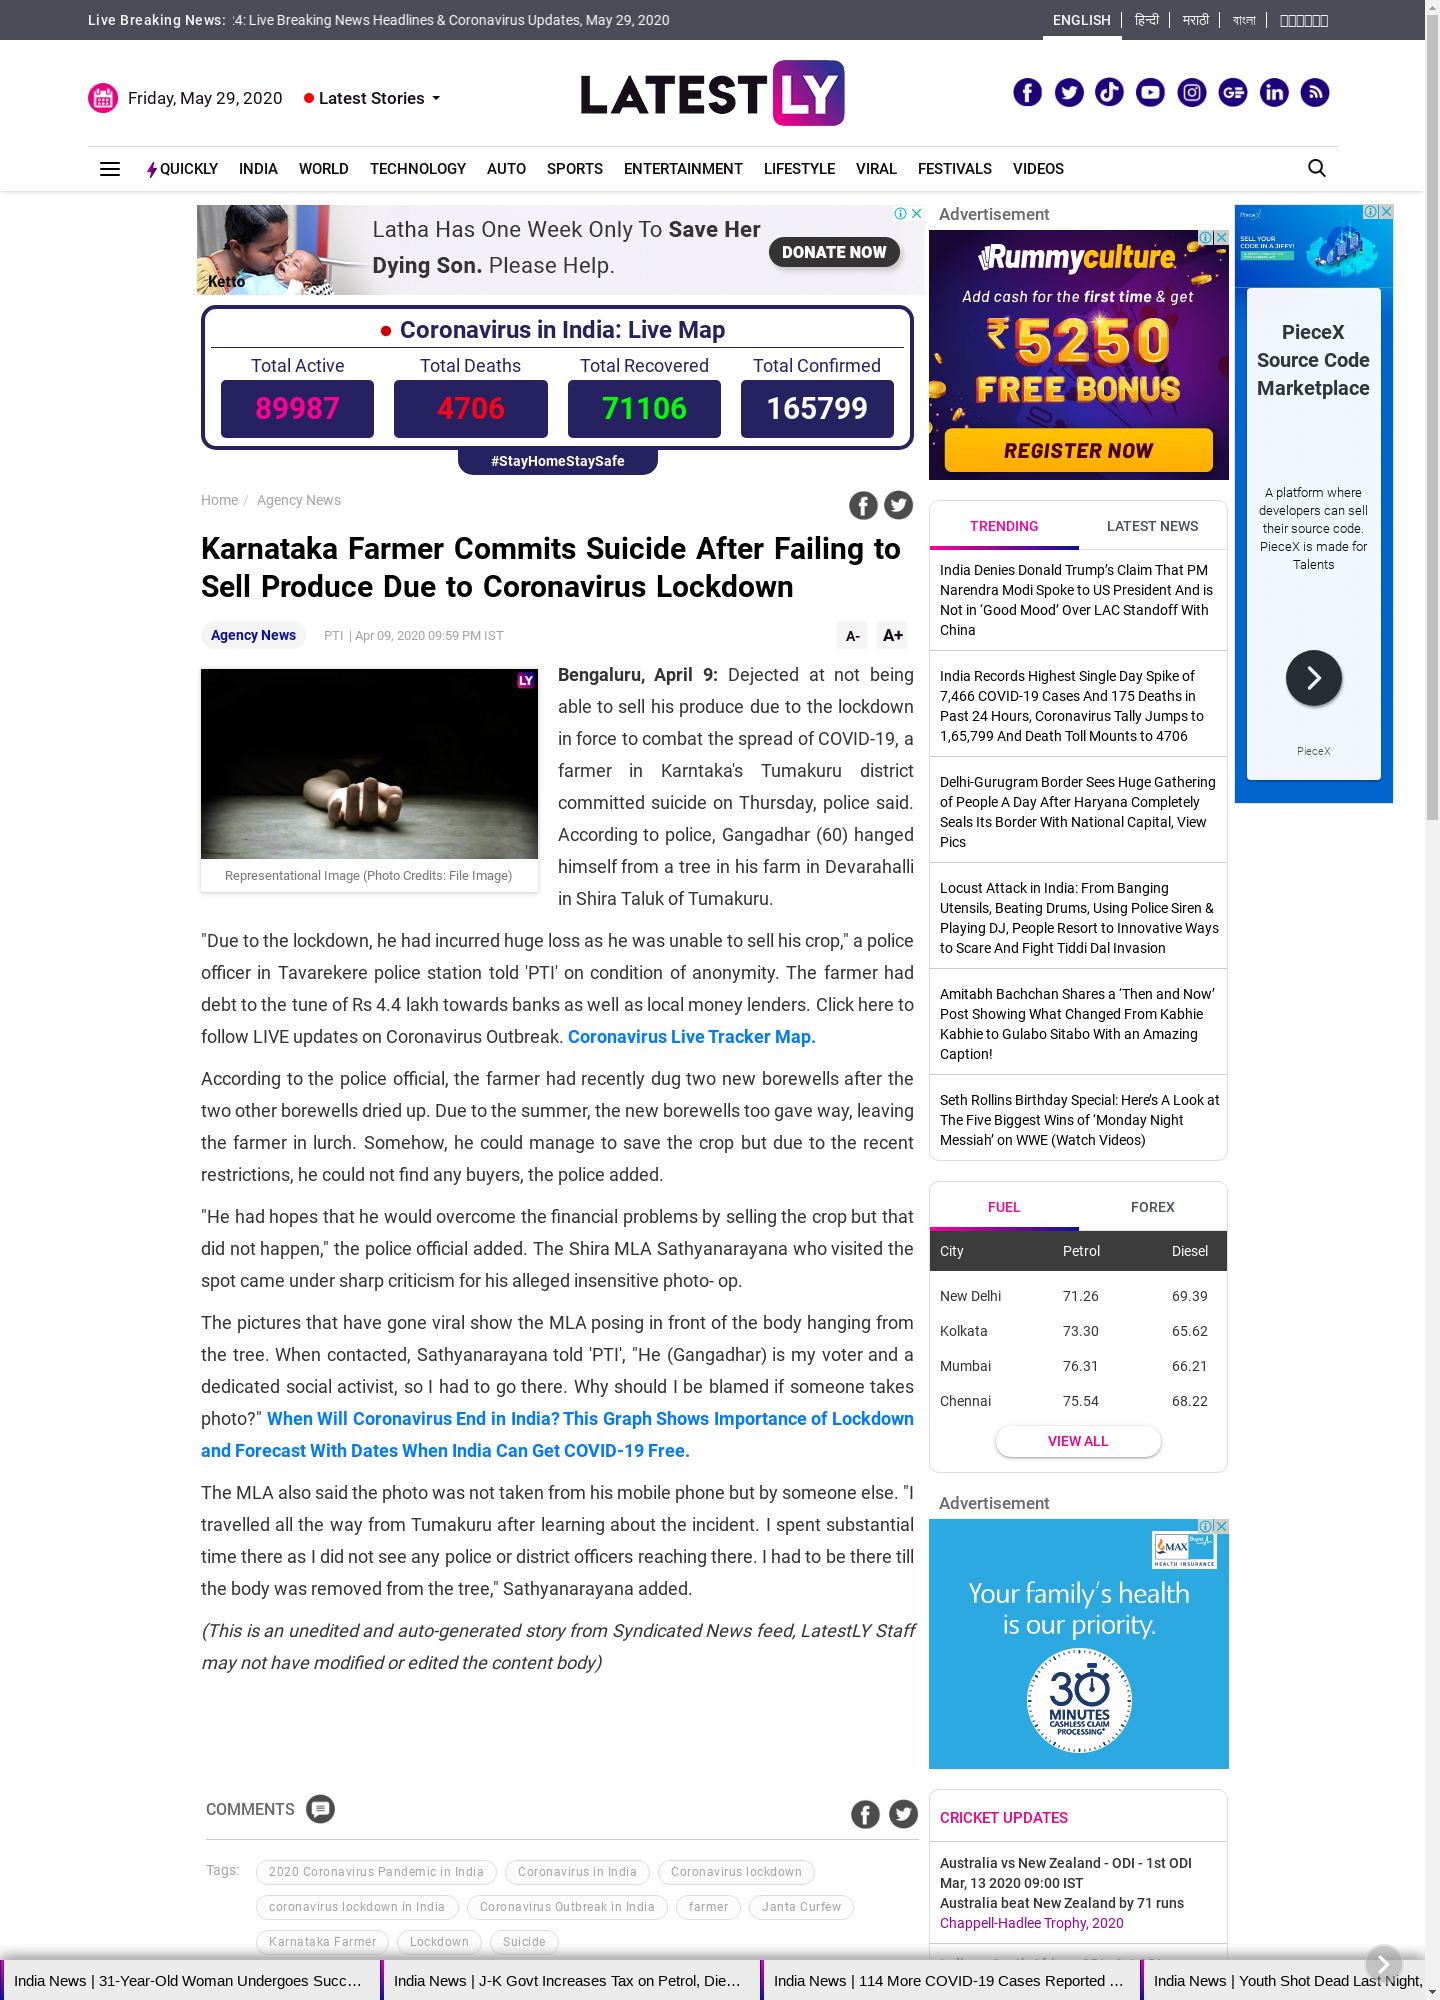 Live Breaking News: 24: Live Breaking News Headlines & Coronavirus Updates, May 29, 2020
ENGLISH हिन्दी मराठी বাংলা
Friday, May 29, 2020 Latest Stories
LATESTLY
QUICKLY INDIA WORLD TECHNOLOGY AUTO SPORTS ENTERTAINMENT LIFESTYLE VIRAL FESTIVALS VIDEOS
Latha Has One Week Only To Save Her
Dying Son. Please Help.
DONATE NOW
Ketto
Coronavirus in India: Live Map
Total Active Total Deaths Total Recovered Total Confirmed
89987 4706 71106 165799
#StayHomeStaySafe
Home / Agency News
Karnataka Farmer Commits Suicide After Failing to
Sell Produce Due to Coronavirus Lockdown
Agency News PTI | Apr 09, 2020 09:59 PM IST
A- A+
LY
Representational Image (Photo Credits: File Image)
Bengaluru, April 9: Dejected at not being
able to sell his produce due to the lockdown
in force to combat the spread of COVID-19, a
farmer in Karntaka's Tumakuru district
committed suicide on Thursday, police said.
According to police, Gangadhar (60) hanged
himself from a tree in his farm in Devarahalli
in Shira Taluk of Tumakuru.
"Due to the lockdown, he had incurred huge loss as he was unable to sell his crop," a police
officer in Tavarekere police station told 'PTI' on condition of anonymity. The farmer had
debt to the tune of Rs 4.4 lakh towards banks as well as local money lenders. Click here to
follow LIVE updates on Coronavirus Outbreak. Coronavirus Live Tracker Map.
According to the police official, the farmer had recently dug two new borewells after the
two other borewells dried up. Due to the summer, the new borewells too gave way, leaving
the farmer in lurch. Somehow, he could manage to save the crop but due to the recent
restrictions, he could not find any buyers, the police added.
"He had hopes that he would overcome the financial problems by selling the crop but that
did not happen," the police official added. The Shira MLA Sathyanarayana who visited the
spot came under sharp criticism for his alleged insensitive photo- op.
The pictures that have gone viral show the MLA posing in front of the body hanging from
the tree. When contacted, Sathyanarayana told 'PTI', "He (Gangadhar) is my voter and a
dedicated social activist, so I had to go there. Why should I be blamed if someone takes
photo?" When Will Coronavirus End in India? This Graph Shows Importance of Lockdown
and Forecast With Dates When India Can Get COVID-19 Free.
The MLA also said the photo was not taken from his mobile phone but by someone else. "I
travelled all the way from Tumakuru after learning about the incident. I spent substantial
time there as I did not see any police or district officers reaching there. I had to be there till
the body was removed from the tree," Sathyanarayana added.
(This is an unedited and auto-generated story from Syndicated News feed, LatestLY Staff
may not have modified or edited the content body)
COMMENTS
Tags:
2020 Coronavirus Pandemic in India Coronavirus in India Coronavirus lockdown
coronavirus lockdown in India Coronavirus Outbreak in India farmer Janta Curfew
Karnataka Farmer Lockdown Suicide
Advertisement
Rummyculture
Add cash for the first time & get
₹5250
FREE BONUS
REGISTER NOW
TRENDING LATEST NEWS
India Denies Donald Trump’s Claim That PM
Narendra Modi Spoke to US President And is
Not in ‘Good Mood’ Over LAC Standoff With
China
India Records Highest Single Day Spike of
7,466 COVID-19 Cases And 175 Deaths in
Past 24 Hours, Coronavirus Tally Jumps to
1,65,799 And Death Toll Mounts to 4706
Delhi-Gurugram Border Sees Huge Gathering
of People A Day After Haryana Completely
Seals Its Border With National Capital, View
Pics
Locust Attack in India: From Banging
Utensils, Beating Drums, Using Police Siren &
Playing DJ, People Resort to Innovative Ways
to Scare And Fight Tiddi Dal Invasion
Amitabh Bachchan Shares a ‘Then and Now’
Post Showing What Changed From Kabhie
Kabhie to Gulabo Sitabo With an Amazing
Caption!
Seth Rollins Birthday Special: Here’s A Look at
The Five Biggest Wins of ‘Monday Night
Messiah’ on WWE (Watch Videos)
FUEL FOREX
City Petrol Diesel
New Delhi 71.26 69.39
Kolkata 73.30 65.62
Mumbai 76.31 66.21
Chennai 75.54 68.22
VIEW ALL
Advertisement
MAX Bupa
HEALTH INSURANCE
Your family's health
is our priority.
30
MINUTES
CASHLESS CLAIM
PROCESSING*
CRICKET UPDATES
Australia vs New Zealand - ODI - 1st ODI
Mar, 13 2020 09:00 IST
Australia beat New Zealand by 71 runs
Chappell-Hadlee Trophy, 2020
PieceX
SELL YOUR
CODE IN A JIFFY!
PieceX
Source Code
Marketplace
A platform where
developers can sell
their source code.
PieceX is made for
Talents
PieceX
India News | 31-Year-Old Woman Undergoes Succ…
India News | J-K Govt Increases Tax on Petrol, Die…
India News | 114 More COVID-19 Cases Reported …
India News | Youth Shot Dead Last Night,